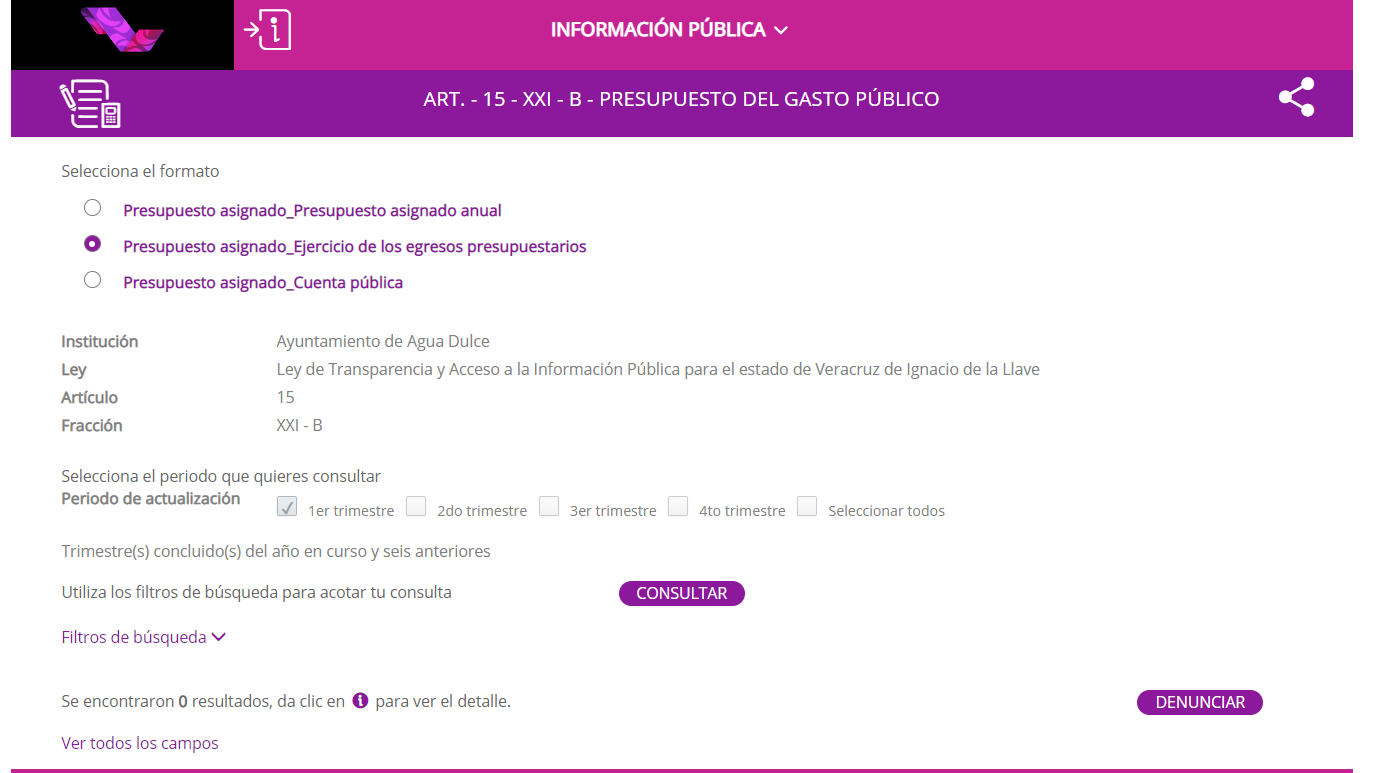 INFORMACIÓN PÚBLICA
ART. - 15 - XXI - B - PRESUPUESTO DEL GASTO PÚBLICO
Selecciona el formato
Presupuesto asignado_Presupuesto asignado anual
Presupuesto asignado_Ejercicio de los egresos presupuestarios
Presupuesto asignado_Cuenta pública
Institución Ayuntamiento de Agua Dulce
Ley Ley de Transparencia y Acceso a la Información Pública para el estado de Veracruz de Ignacio de la Llave
Artículo 15
Fracción XXI - B
Selecciona el periodo que quieres consultar
Periodo de actualización 1er trimestre 2do trimestre 3er trimestre 4to trimestre Seleccionar todos
Trimestre(s) concluido(s) del año en curso y seis anteriores
Utiliza los filtros de búsqueda para acotar tu consulta CONSULTAR
Filtros de búsqueda
Se encontraron 0 resultados, da clic en i para ver el detalle. DENUNCIAR
Ver todos los campos